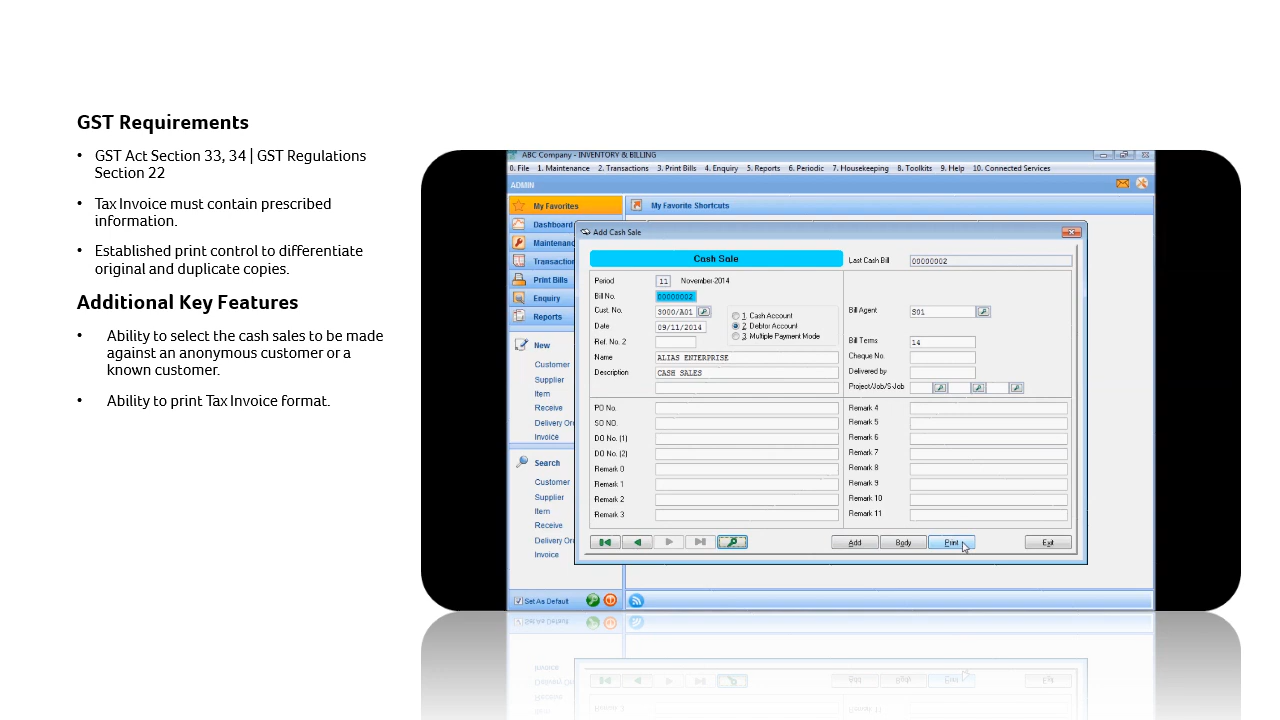 GST Requirements
• GST Act Section 33, 34 | GST Regulations
Section 22
• Tax Invoice must contain prescribed
information.
• Established print control to differentiate
original and duplicate copies.
Additional Key Features
• Ability to select the cash sales to be made
against an anonymous customer or a
known customer.
• Ability to print Tax Invoice format.
ABC Company - INVENTORY & BILLING
0. File 1. Maintenance 2. Transactions 3. Print Bills 4. Enquiry 5. Reports 6. Periodic 7. Housekeeping 8. Toolkits 9. Help 10. Connected Services
ADMIN
My Favorites
My Favorite Shortcuts
Dashboard
Maintenanc
Transaction
Print Bills
Enquiry
Reports
New
Customer
Supplier
Item
Receive
Delivery Ord
Invoice
Search
Customer
Supplier
Item
Receive
Delivery Ord
Invoice
Set As Default
Add Cash Sale
Cash Sale
Last Cash Bill 00000002
Period 11 November-2014
Bill No. 00000002
Cust. No. 3000/A01
1 Cash Account
2 Debtor Account
3 Multiple Payment Mode
Bill Agent S01
Date 09/11/2014
Ref. No. 2
Bill Terms 14
Name ALIAS ENTERPRISE
Cheque No.
Description CASH SALES
Delivered by
Project/Job/S-Job
PO No.
Remark 4
SO NO.
Remark 5
DO No. (1)
Remark 6
DO No. (2)
Remark 7
Remark 0
Remark 8
Remark 1
Remark 9
Remark 2
Remark 10
Remark 3
Remark 11
Add Body Print Exit